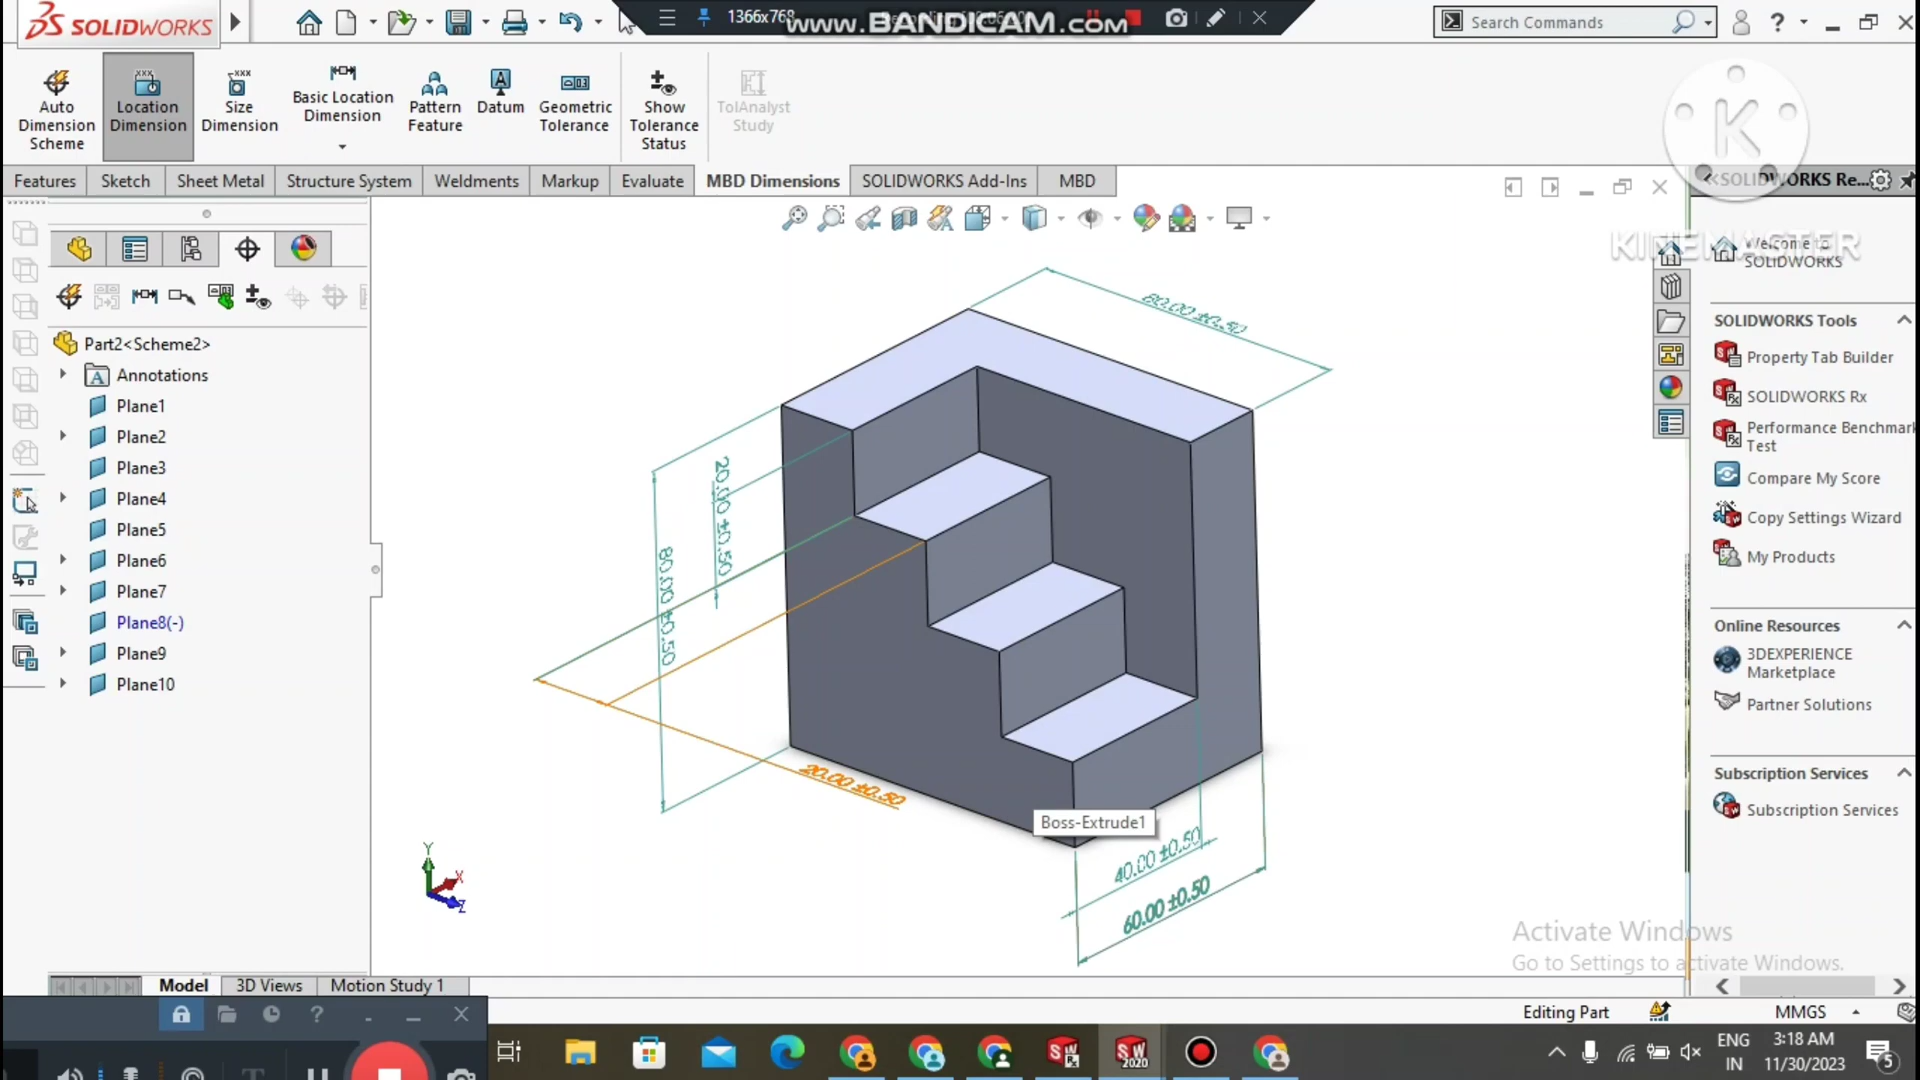 SOLIDWORKS
1366x768
www.BANDICAM.com
Search Commands
Auto Dimension Scheme
Location Dimension
Size Dimension
Basic Location Dimension
Pattern Feature
Datum
Geometric Tolerance
Show Tolerance Status
TolAnalyst Study
Features
Sketch
Sheet Metal
Structure System
Weldments
Markup
Evaluate
MBD Dimensions
SOLIDWORKS Add-Ins
MBD
SOLIDWORKS Re...
K
KINEMASTER
Welcome to SOLIDWORKS
SOLIDWORKS Tools
Property Tab Builder
SOLIDWORKS Rx
Performance Benchmark Test
Compare My Score
Copy Settings Wizard
My Products
Online Resources
3DEXPERIENCE Marketplace
Partner Solutions
Subscription Services
Subscription Services
Part2<Scheme2>
Annotations
Plane1
Plane2
Plane3
Plane4
Plane5
Plane6
Plane7
Plane8(-)
Plane9
Plane10
80.00 ±0.50
20.00 ±0.50
80.00 ±0.50
20.00 ±0.50
Boss-Extrude1
40.00 ±0.50
60.00 ±0.50
Y
X
Z
Activate Windows
Go to Settings to activate Windows.
Model
3D Views
Motion Study 1
Editing Part
MMGS
SW 2020
ENG
IN
3:18 AM
11/30/2023
5